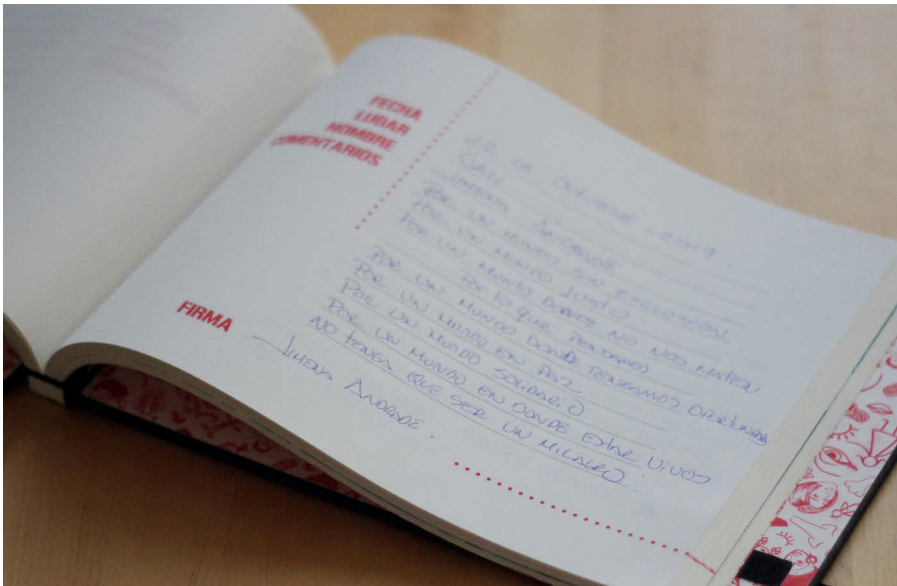 FECHA
LUGAR
NOMBRE
COMENTARIOS
22 DE OCTUBRE - 2019.
CALI
JIMENA ANDRADE
POR UN MUNDO SIN EXCLUSIÓN
POR UN MUNDO JUSTO
POR UN MUNDO DONDE NO NOS MATEN
POR LO QUE PENSAMOS
POR UN MUNDO DONDE TENGAMOS OPORTUNIDAD
POR UN MUNDO EN PAZ
POR UN MUNDO SOLIDARIO
POR UN MUNDO EN DONDE ESTAR VIVOS
NO TENGA QUE SER UN MILAGRO.
FIRMA
JIMENA ANDRADE.